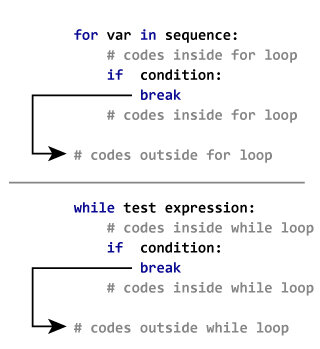 for var in sequence:
# codes inside for loop
if condition:
break
# codes inside for loop
# codes outside for loop
while test expression:
# codes inside while loop
if condition:
break
# codes inside while loop
# codes outside while loop